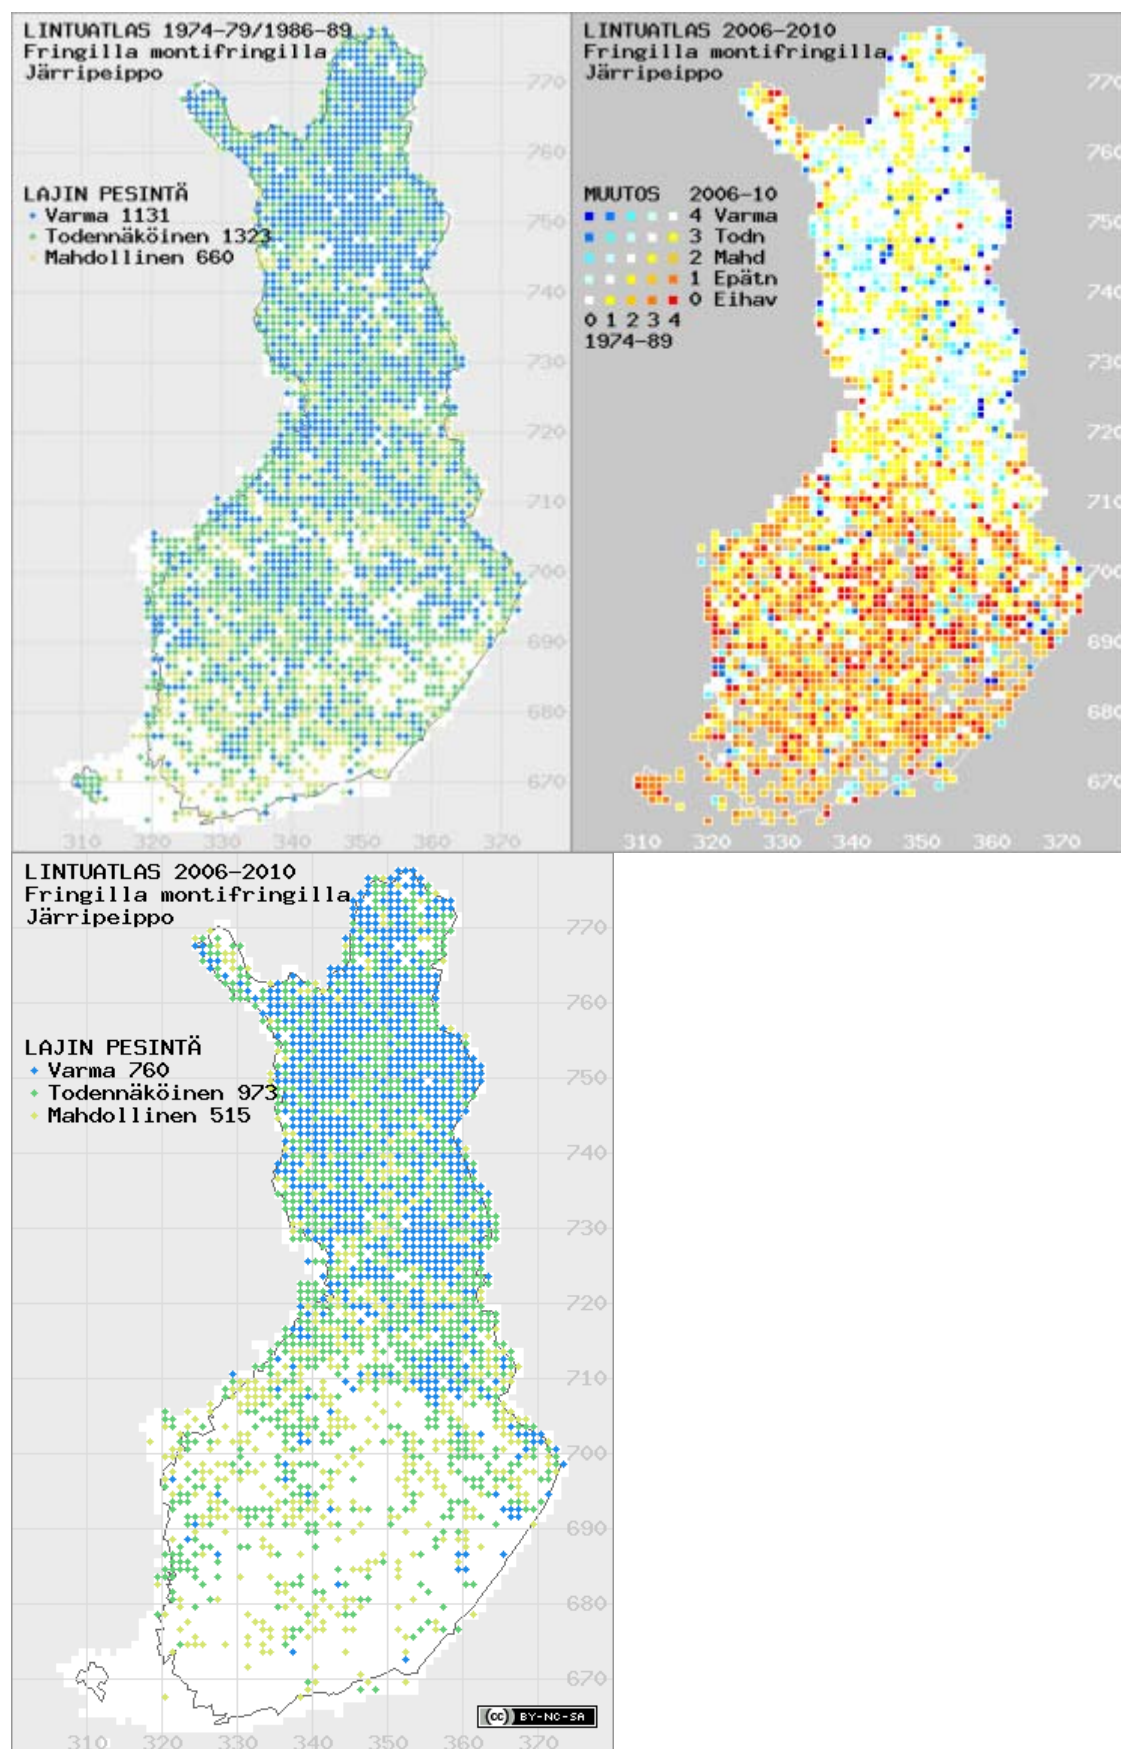 LINTUATLAS 1974-79/1986-89
Fringilla montifringilla
Järripeippo
LAJIN PESINTÄ
Varma 1131
Todennäköinen 1323
Mahdollinen 660
770
760
750
740
730
720
710
700
690
680
670
310 320 330 340 350 360 370
LINTUATLAS 2006-2010
Fringilla montifringilla
Järripeippo
MUUTOS 2006-10
4 Varma
3 Todn
2 Mahd
1 Epätn
0 Eihav
0 1 2 3 4
1974-89
770
760
750
740
730
720
710
700
690
680
670
310 320 330 340 350 360 370
LINTUATLAS 2006-2010
Fringilla montifringilla
Järripeippo
LAJIN PESINTÄ
Varma 760
Todennäköinen 973
Mahdollinen 515
770
760
750
740
730
720
710
700
690
680
670
310 320 330 340 350 360 370
(cc) BY-NC-SA